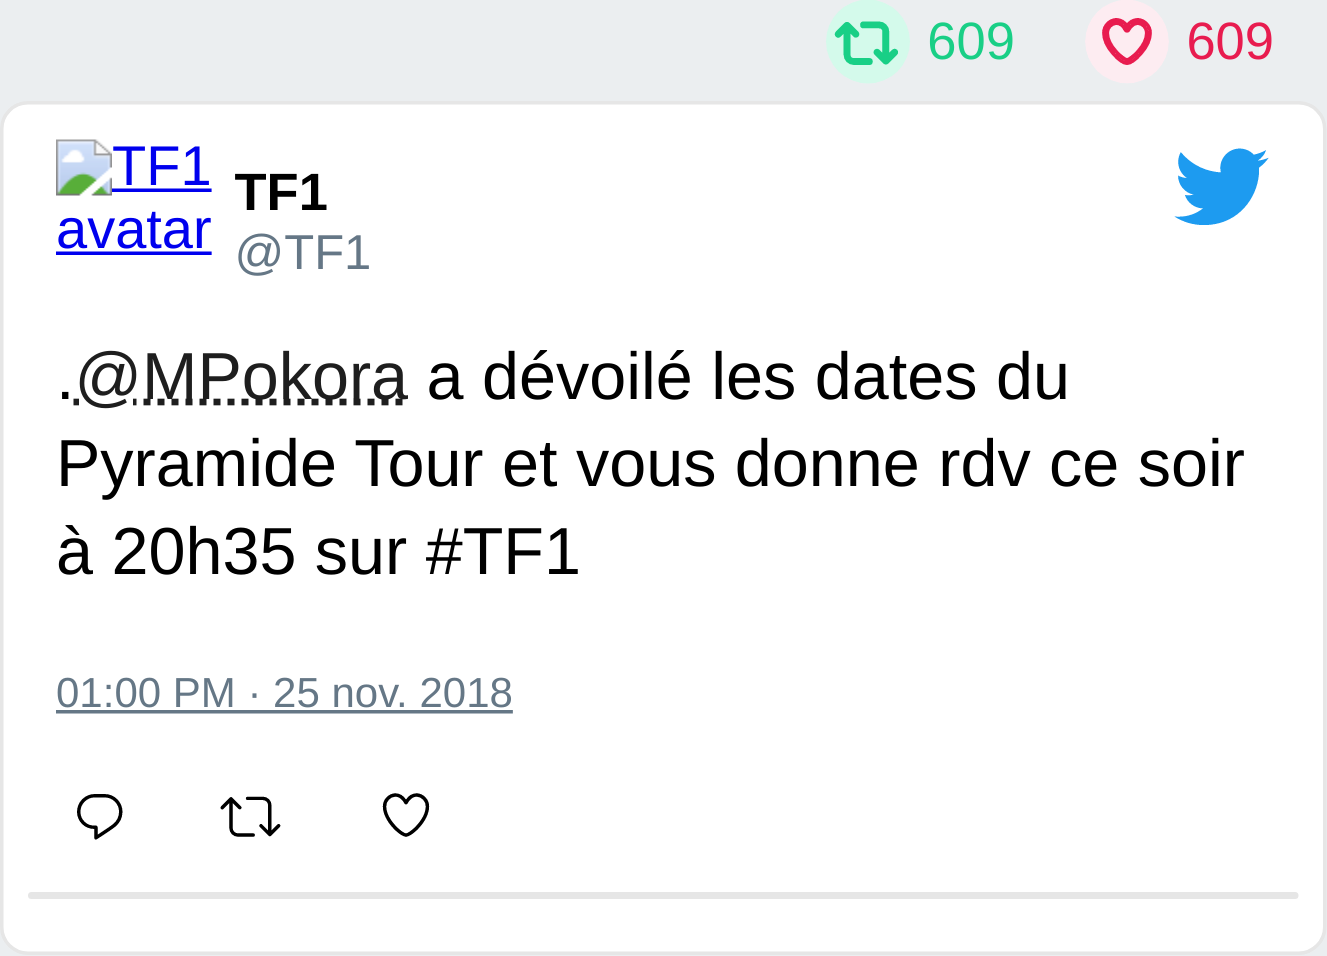 609 609
TF1 avatar
TF1
@TF1
.@MPokora a dévoilé les dates du
Pyramide Tour et vous donne rdv ce soir
à 20h35 sur #TF1
01:00 PM · 25 nov. 2018